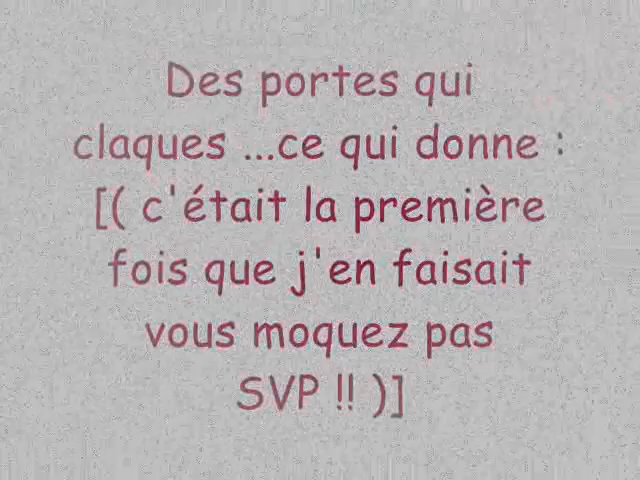 Des portes qui
claques ...ce qui donne :
[( c'était la première
fois que j'en faisait
vous moquez pas
SVP !! )]